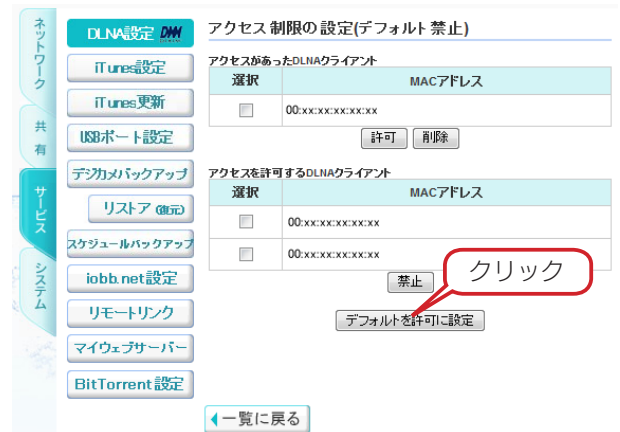 ネットワーク
共有
サービス
システム
DLNA設定 DLNA
iTunes設定
iTunes更新
USBポート設定
デジカメバックアップ
リストア(復元)
スケジュールバックアップ
iobb.net設定
リモートリンク
マイウェブサーバー
BitTorrent設定
アクセス制限の設定(デフォルト禁止)
アクセスがあったDLNAクライアント
選択 MACアドレス
00:xx:xx:xx:xx:xx
許可 削除
アクセスを許可するDLNAクライアント
選択 MACアドレス
00:xx:xx:xx:xx:xx
00:xx:xx:xx:xx:xx
禁止
クリック
デフォルトを許可に設定
一覧に戻る